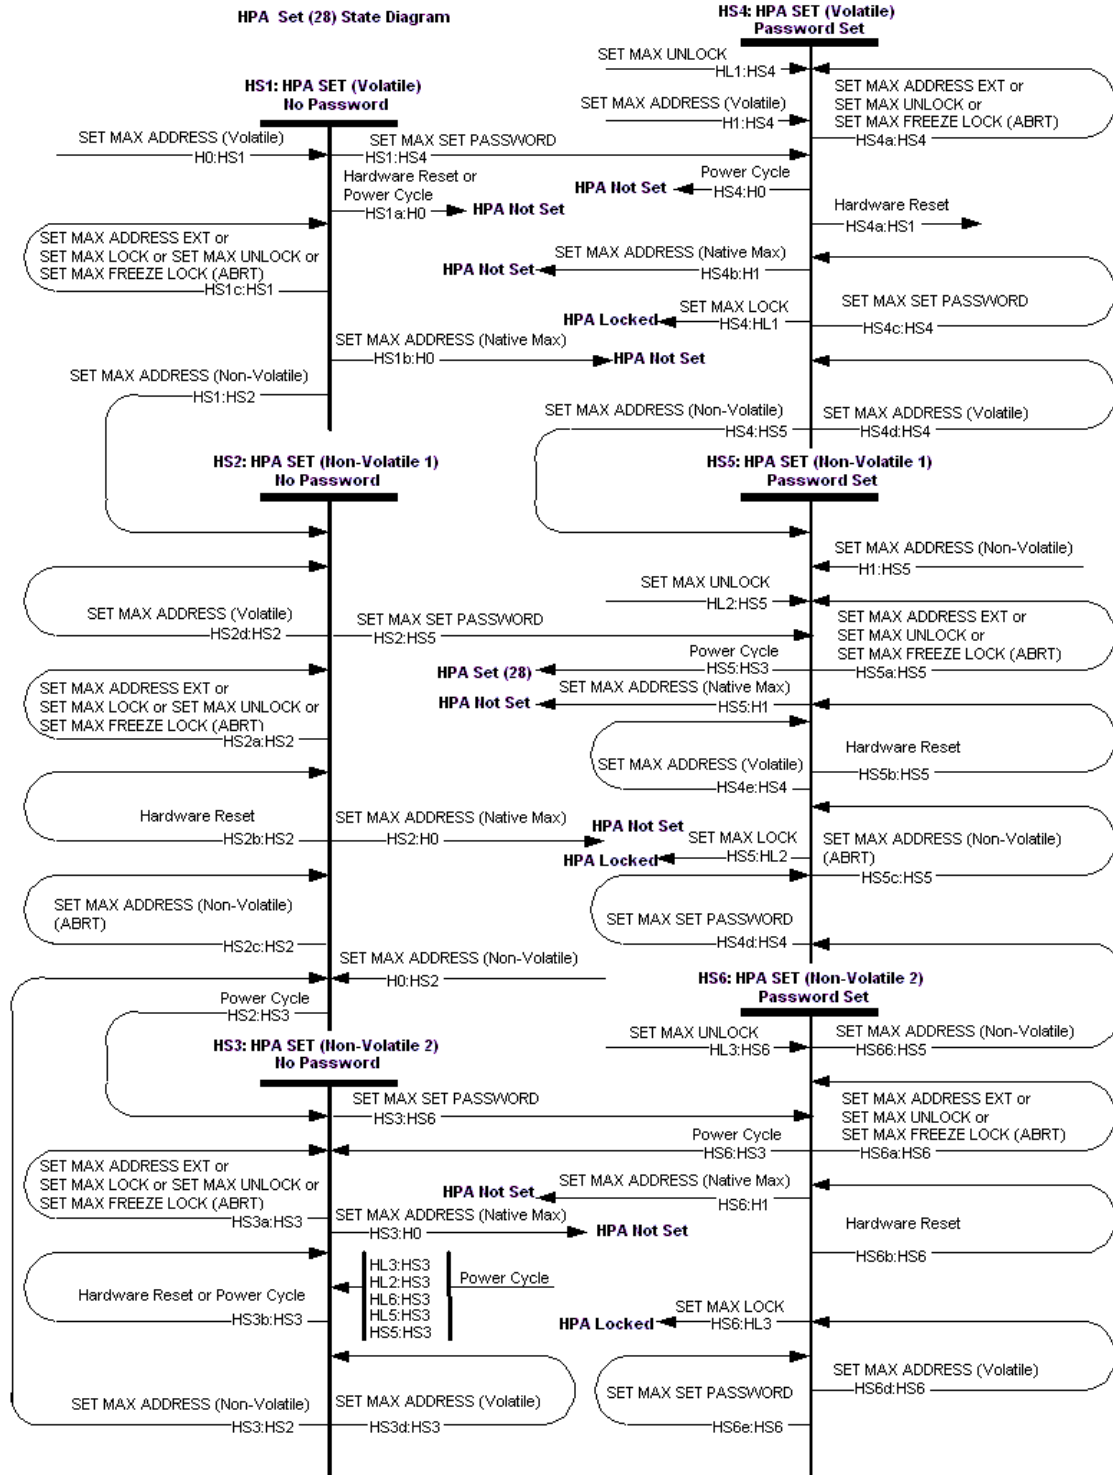 HPA Set (28) State Diagram
HS1: HPA SET (Volatile)
No Password
SET MAX ADDRESS (Volatile)
H0:HS1
SET MAX SET PASSWORD
HS1:HS4
Hardware Reset or
Power Cycle
HS1a:H0
HPA Not Set
SET MAX ADDRESS EXT or
SET MAX LOCK or SET MAX UNLOCK or
SET MAX FREEZE LOCK (ABRT)
HS1c:HS1
SET MAX ADDRESS (Native Max)
HS1b:H0
HPA Not Set
SET MAX ADDRESS (Non-Volatile)
HS1:HS2
HS4: HPA SET (Volatile)
Password Set
SET MAX UNLOCK
HL1:HS4
SET MAX ADDRESS (Volatile)
H1:HS4
SET MAX ADDRESS EXT or
SET MAX UNLOCK or
SET MAX FREEZE LOCK (ABRT)
HS4a:HS4
Power Cycle
HS4:H0
HPA Not Set
Hardware Reset
HS4a:HS1
SET MAX ADDRESS (Native Max)
HS4b:H1
HPA Not Set
SET MAX LOCK
HS4:HL1
HPA Locked
SET MAX SET PASSWORD
HS4c:HS4
SET MAX ADDRESS (Non-Volatile)
HS4:HS5
SET MAX ADDRESS (Volatile)
HS4d:HS4
HS2: HPA SET (Non-Volatile 1)
No Password
SET MAX ADDRESS (Volatile)
HS2d:HS2
SET MAX SET PASSWORD
HS2:HS5
SET MAX ADDRESS EXT or
SET MAX LOCK or SET MAX UNLOCK or
SET MAX FREEZE LOCK (ABRT)
HS2a:HS2
Hardware Reset
HS2b:HS2
SET MAX ADDRESS (Native Max)
HS2:H0
HPA Not Set
SET MAX ADDRESS (Non-Volatile)
(ABRT)
HS2c:HS2
SET MAX ADDRESS (Non-Volatile)
H0:HS2
Power Cycle
HS2:HS3
HS5: HPA SET (Non-Volatile 1)
Password Set
SET MAX ADDRESS (Non-Volatile)
H1:HS5
SET MAX UNLOCK
HL2:HS5
SET MAX ADDRESS EXT or
SET MAX UNLOCK or
SET MAX FREEZE LOCK (ABRT)
HS5a:HS5
Power Cycle
HS5:HS3
HPA Set (28)
SET MAX ADDRESS (Native Max)
HS5:H1
HPA Not Set
Hardware Reset
HS5b:HS5
SET MAX ADDRESS (Volatile)
HS4e:HS4
SET MAX LOCK
HS5:HL2
HPA Locked
SET MAX ADDRESS (Non-Volatile)
(ABRT)
HS5c:HS5
SET MAX SET PASSWORD
HS4d:HS4
HS3: HPA SET (Non-Volatile 2)
No Password
SET MAX SET PASSWORD
HS3:HS6
SET MAX ADDRESS EXT or
SET MAX LOCK or SET MAX UNLOCK or
SET MAX FREEZE LOCK (ABRT)
HS3a:HS3
SET MAX ADDRESS (Native Max)
HS3:H0
HPA Not Set
Hardware Reset or Power Cycle
HS3b:HS3
HL3:HS3
HL2:HS3
HL6:HS3
HL5:HS3
HS5:HS3
Power Cycle
SET MAX ADDRESS (Non-Volatile)
HS3:HS2
SET MAX ADDRESS (Volatile)
HS3d:HS3
HS6: HPA SET (Non-Volatile 2)
Password Set
SET MAX UNLOCK
HL3:HS6
SET MAX ADDRESS (Non-Volatile)
HS66:HS5
SET MAX ADDRESS EXT or
SET MAX UNLOCK or
SET MAX FREEZE LOCK (ABRT)
HS6a:HS6
Power Cycle
HS6:HS3
SET MAX ADDRESS (Native Max)
HS6:H1
HPA Not Set
Hardware Reset
HS6b:HS6
SET MAX LOCK
HS6:HL3
HPA Locked
SET MAX ADDRESS (Volatile)
HS6d:HS6
SET MAX SET PASSWORD
HS6e:HS6